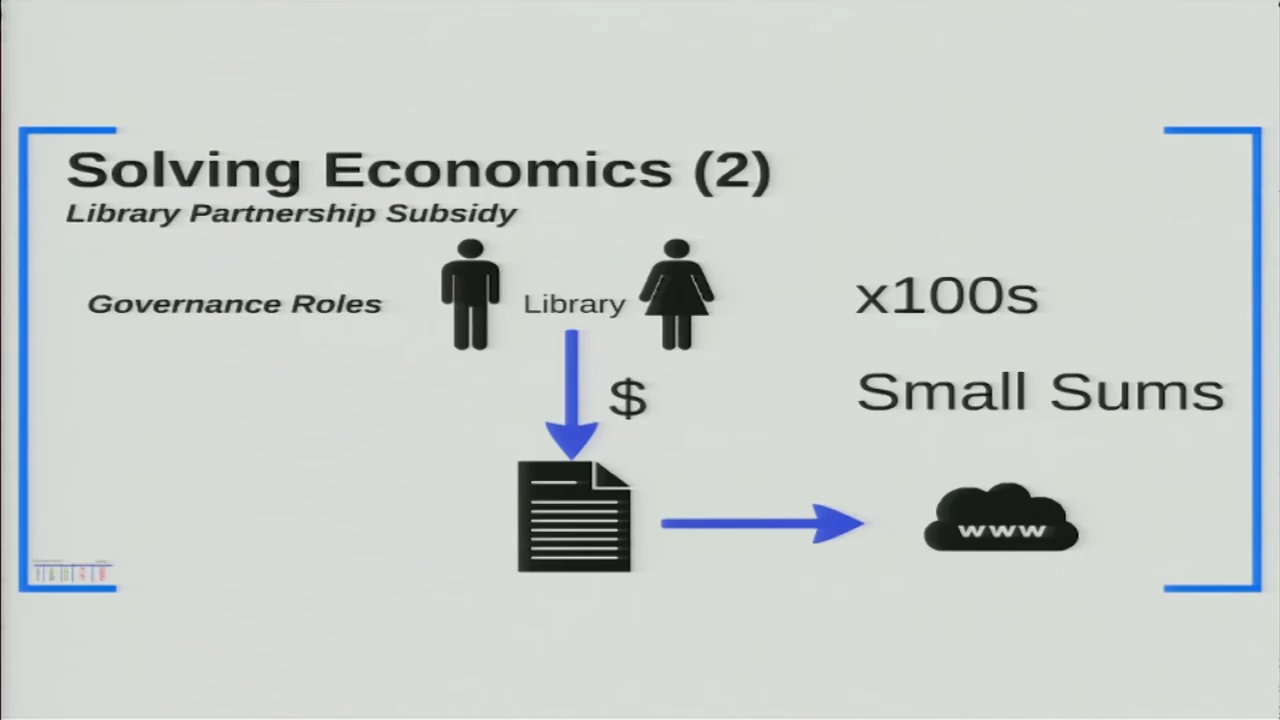 Solving Economics (2)
Library Partnership Subsidy
Governance Roles
Library
x100s
$
Small Sums
www